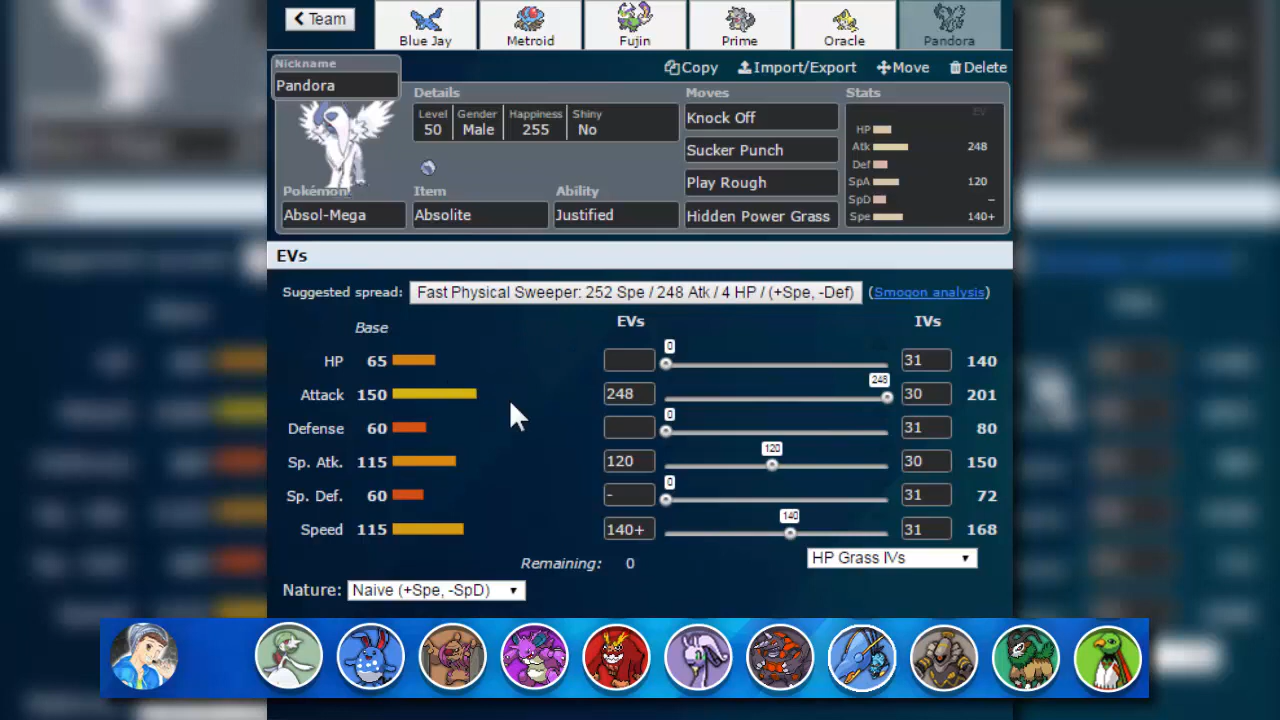 Team
Blue Jay
Metroid
Fujin
Prime
Oracle
Pandora
Nickname
Pandora
Copy
Import/Export
Move
Delete
Details
Level Gender Happiness Shiny
50 Male 255 No
Pokémon
Absol-Mega
Item
Absolite
Ability
Justified
Moves
Knock Off
Sucker Punch
Play Rough
Hidden Power Grass
Stats
EV
HP
Atk 248
Def
SpA 120
SpD –
Spe 140+
EVs
Suggested spread: Fast Physical Sweeper: 252 Spe / 248 Atk / 4 HP / (+Spe, -Def) (Smogon analysis)
Base EVs IVs
HP 65 0 31 140
Attack 150 248 248 30 201
Defense 60 0 31 80
Sp. Atk. 115 120 120 30 150
Sp. Def. 60 - 0 31 72
Speed 115 140+ 140 31 168
Remaining: 0
HP Grass IVs
Nature: Naive (+Spe, -SpD)